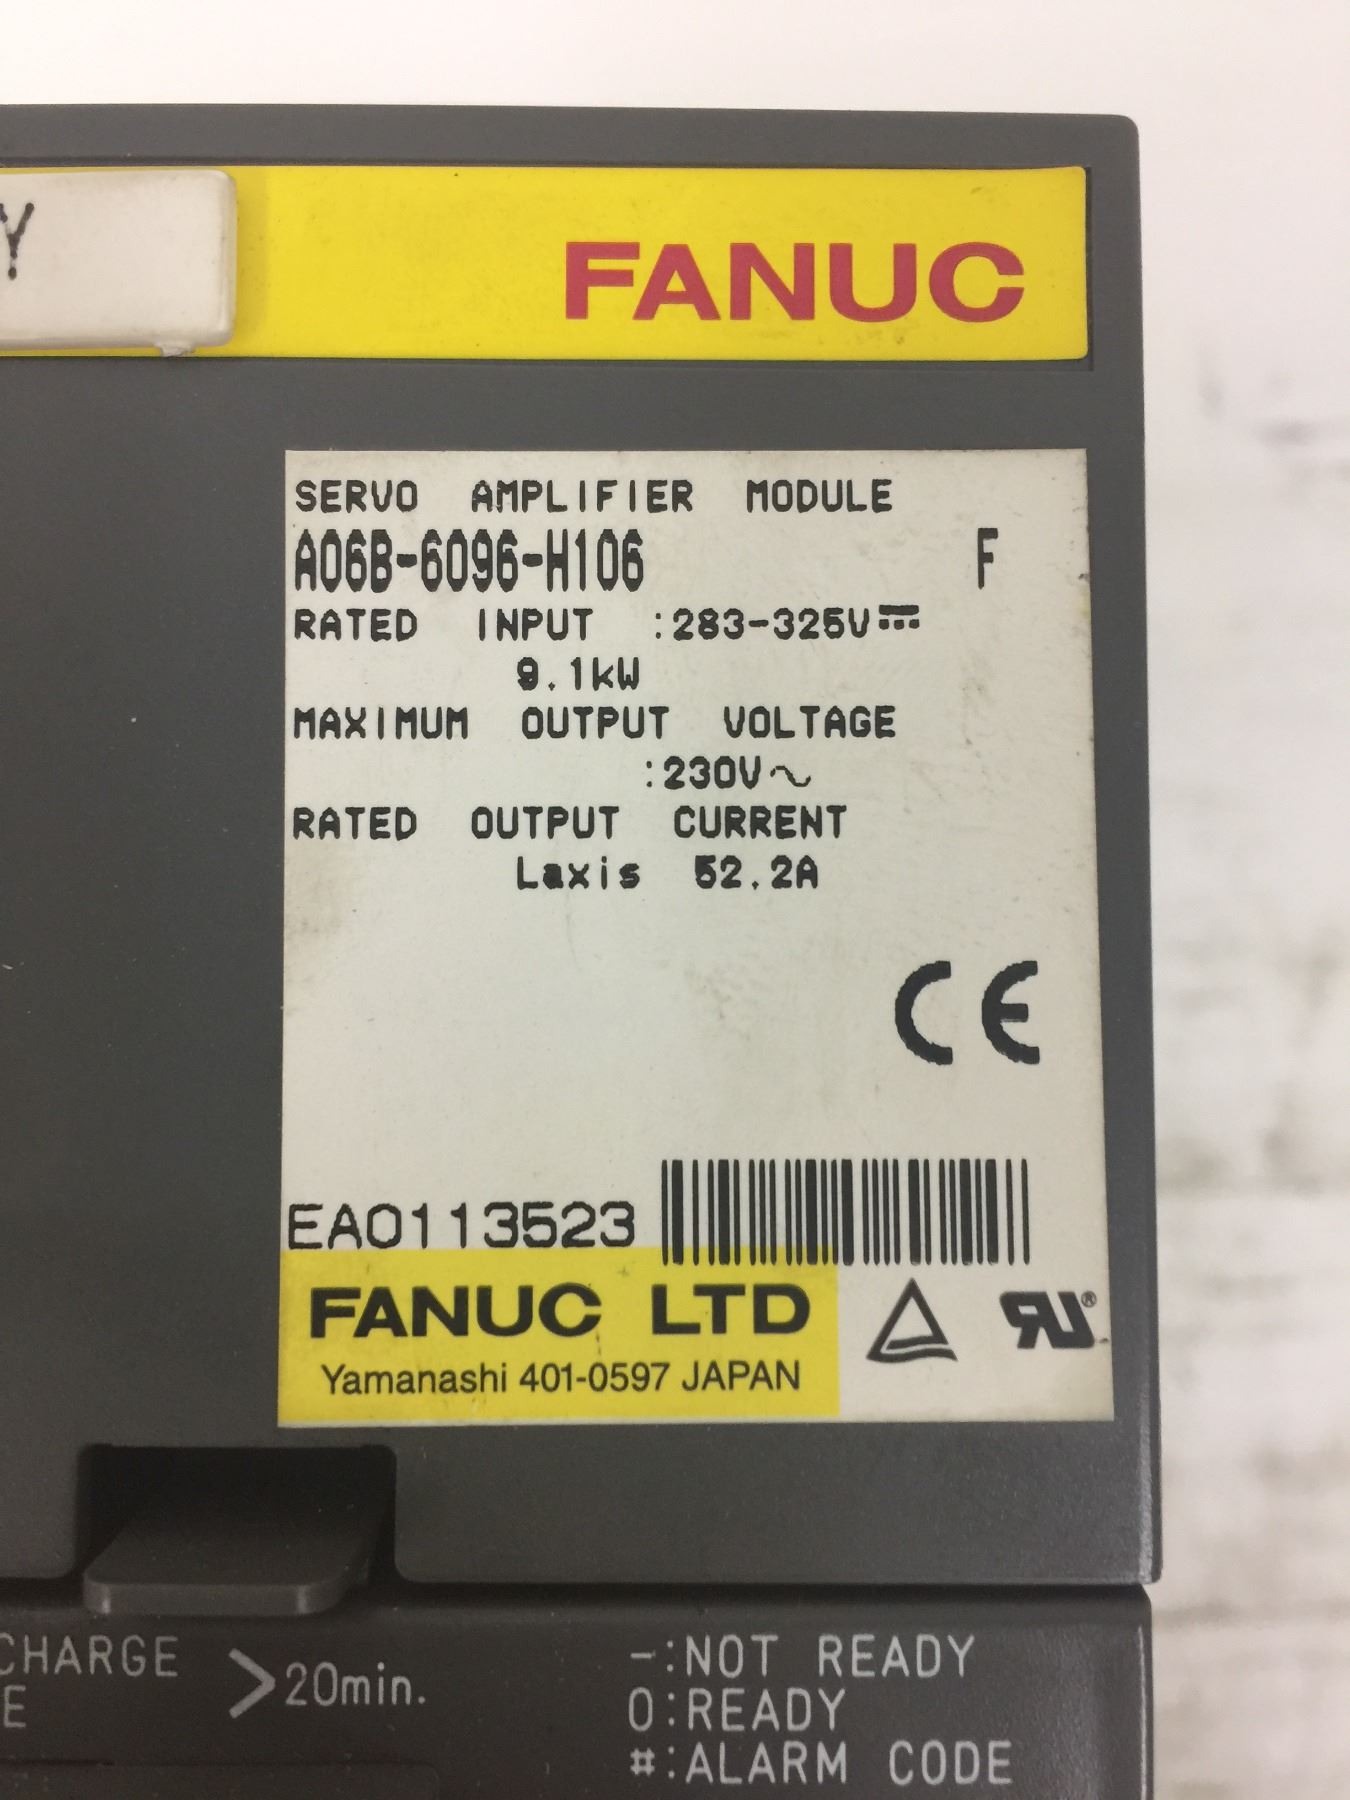 Y
FANUC
SERVO AMPLIFIER MODULE
A06B-6096-H106 F
RATED INPUT :283-325V⎓
9.1kW
MAXIMUM OUTPUT VOLTAGE
:230V∿
RATED OUTPUT CURRENT
Laxis 52.2A
CE
EA0113523
FANUC LTD
Yamanashi 401-0597 JAPAN
RU®
CHARGE
E
>20min.
-:NOT READY
0:READY
#:ALARM CODE